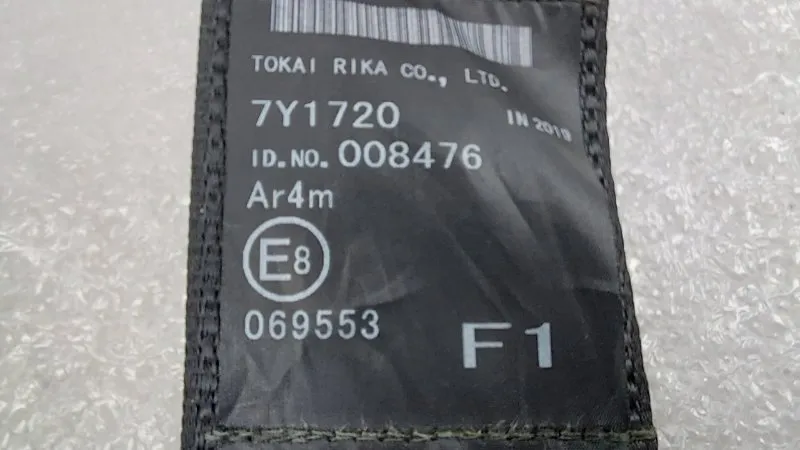 TOKAI RIKA CO., LTD.
7Y1720
IN 2019
ID.NO. 008476
Ar4m
E8
069553
F1